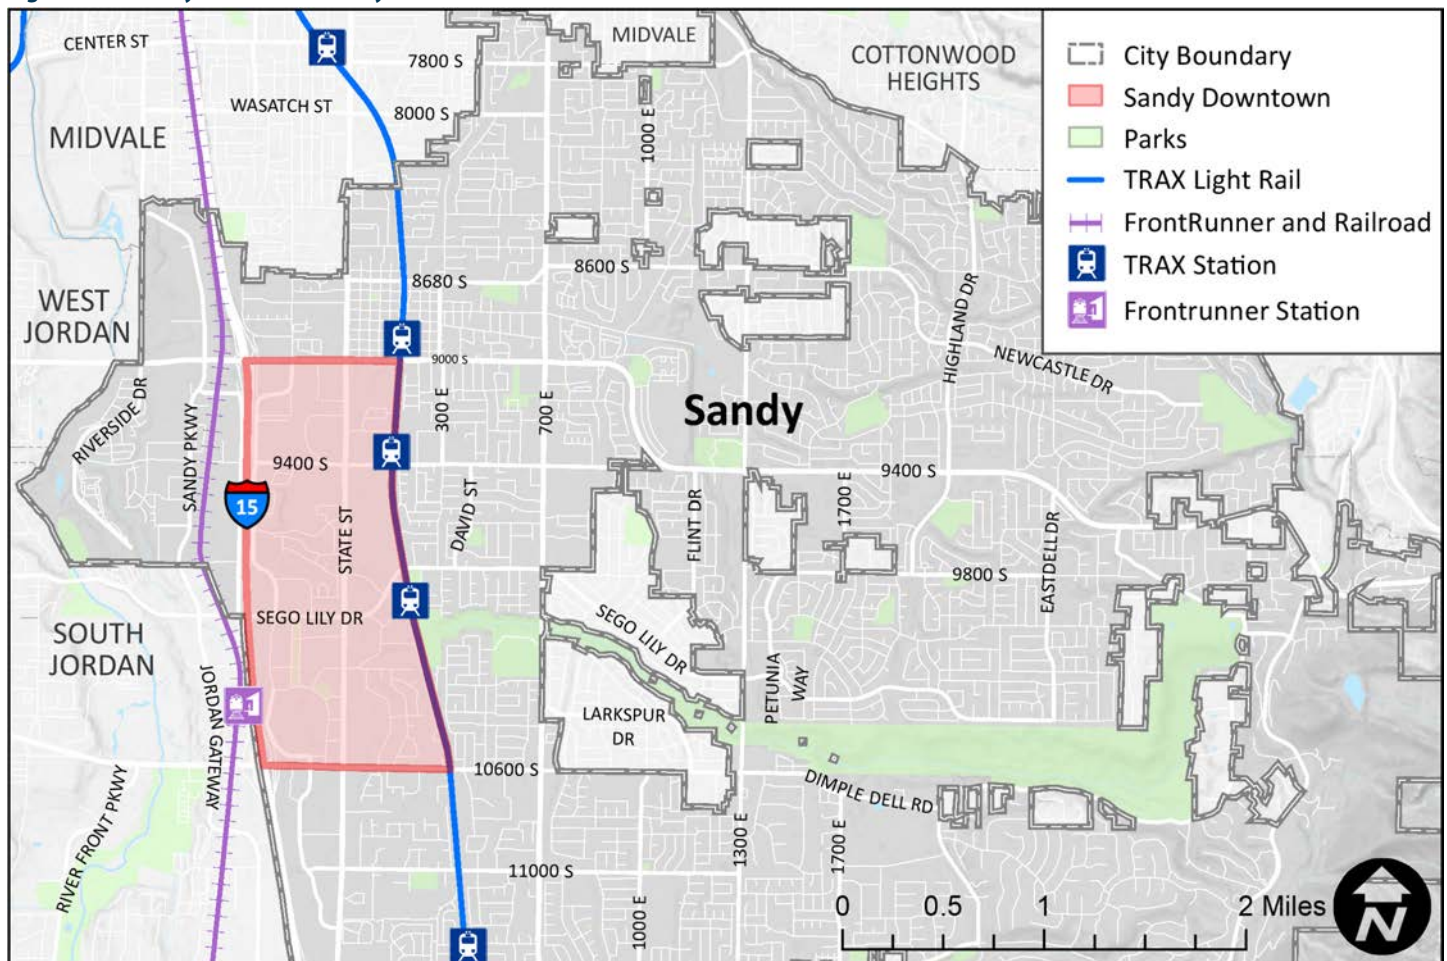 CENTER ST
MIDVALE
7800 S
COTTONWOOD
HEIGHTS
WASATCH ST
8000 S
1000 E
MIDVALE
City Boundary
Sandy Downtown
Parks
TRAX Light Rail
FrontRunner and Railroad
TRAX Station
Frontrunner Station
8600 S
8680 S
WEST
JORDAN
HIGHLAND DR
NEWCASTLE DR
9000 S
RIVERSIDE DR
SANDY PKWY
300 E
700 E
Sandy
9400 S
9400 S
15
STATE ST
DAVID ST
FLINT DR
1700 E
EASTDELL DR
9800 S
SEGO LILY DR
SEGO LILY DR
SOUTH
JORDAN
JORDAN GATEWAY
PETUNIA
WAY
LARKSPUR
DR
10600 S
DIMPLE DELL RD
RIVER FRONT PKWY
1300 E
1700 E
11000 S
1000 E
0 0.5 1 2 Miles
N